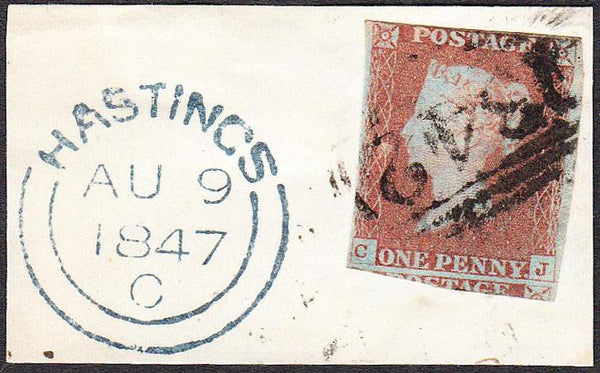 HASTINGS
AU 9
1847
C
POSTAGE
C ONE PENNY J
POSTAGE